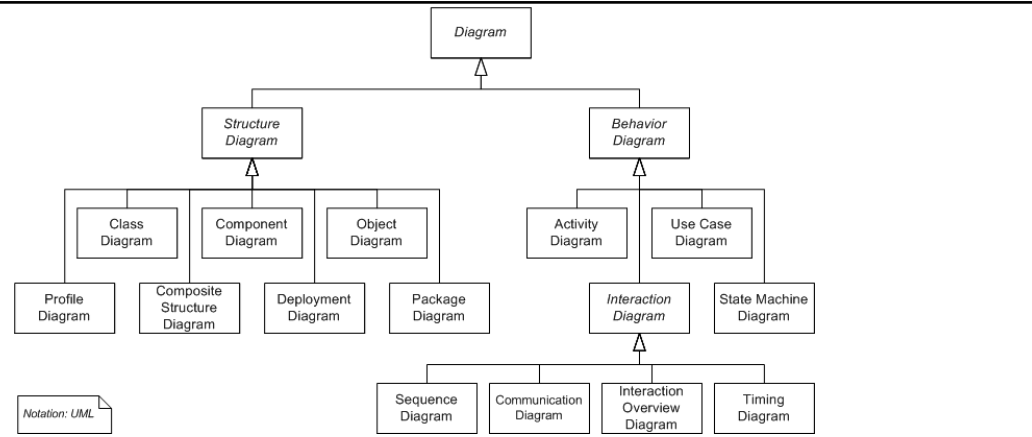 Diagram
Structure
Diagram
Behavior
Diagram
Class
Diagram
Component
Diagram
Object
Diagram
Activity
Diagram
Use Case
Diagram
Profile
Diagram
Composite
Structure
Diagram
Deployment
Diagram
Package
Diagram
Interaction
Diagram
State Machine
Diagram
Sequence
Diagram
Communication
Diagram
Interaction
Overview
Diagram
Timing
Diagram
Notation: UML